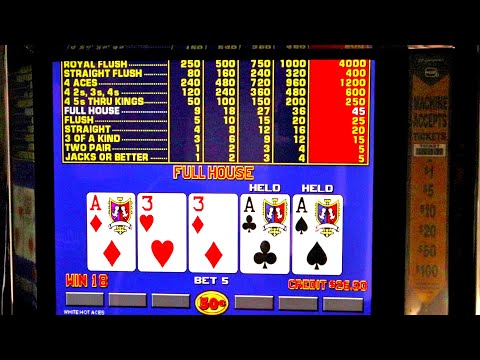 ROYAL FLUSH 250 500 750 1000 4000
STRAIGHT FLUSH 80 160 240 320 400
4 ACES 240 480 720 960 1200
4 2s, 3s, 4s 120 240 360 480 600
4 5s THRU KINGS 50 100 150 200 250
FULL HOUSE 9 18 27 36 45
FLUSH 5 10 15 20 25
STRAIGHT 4 8 12 16 20
3 OF A KIND 3 6 9 12 15
TWO PAIR 1 2 3 4 5
JACKS OR BETTER 1 2 3 4 5
FULL HOUSE
HELD HELD
A 3 3 A A
WIN 18 BET 5 CREDIT $26.90
50¢
WHITE HOT ACES
MACHINE
ACCEPTS
TICKETS
$1
$5
$10
$20
$50
$100